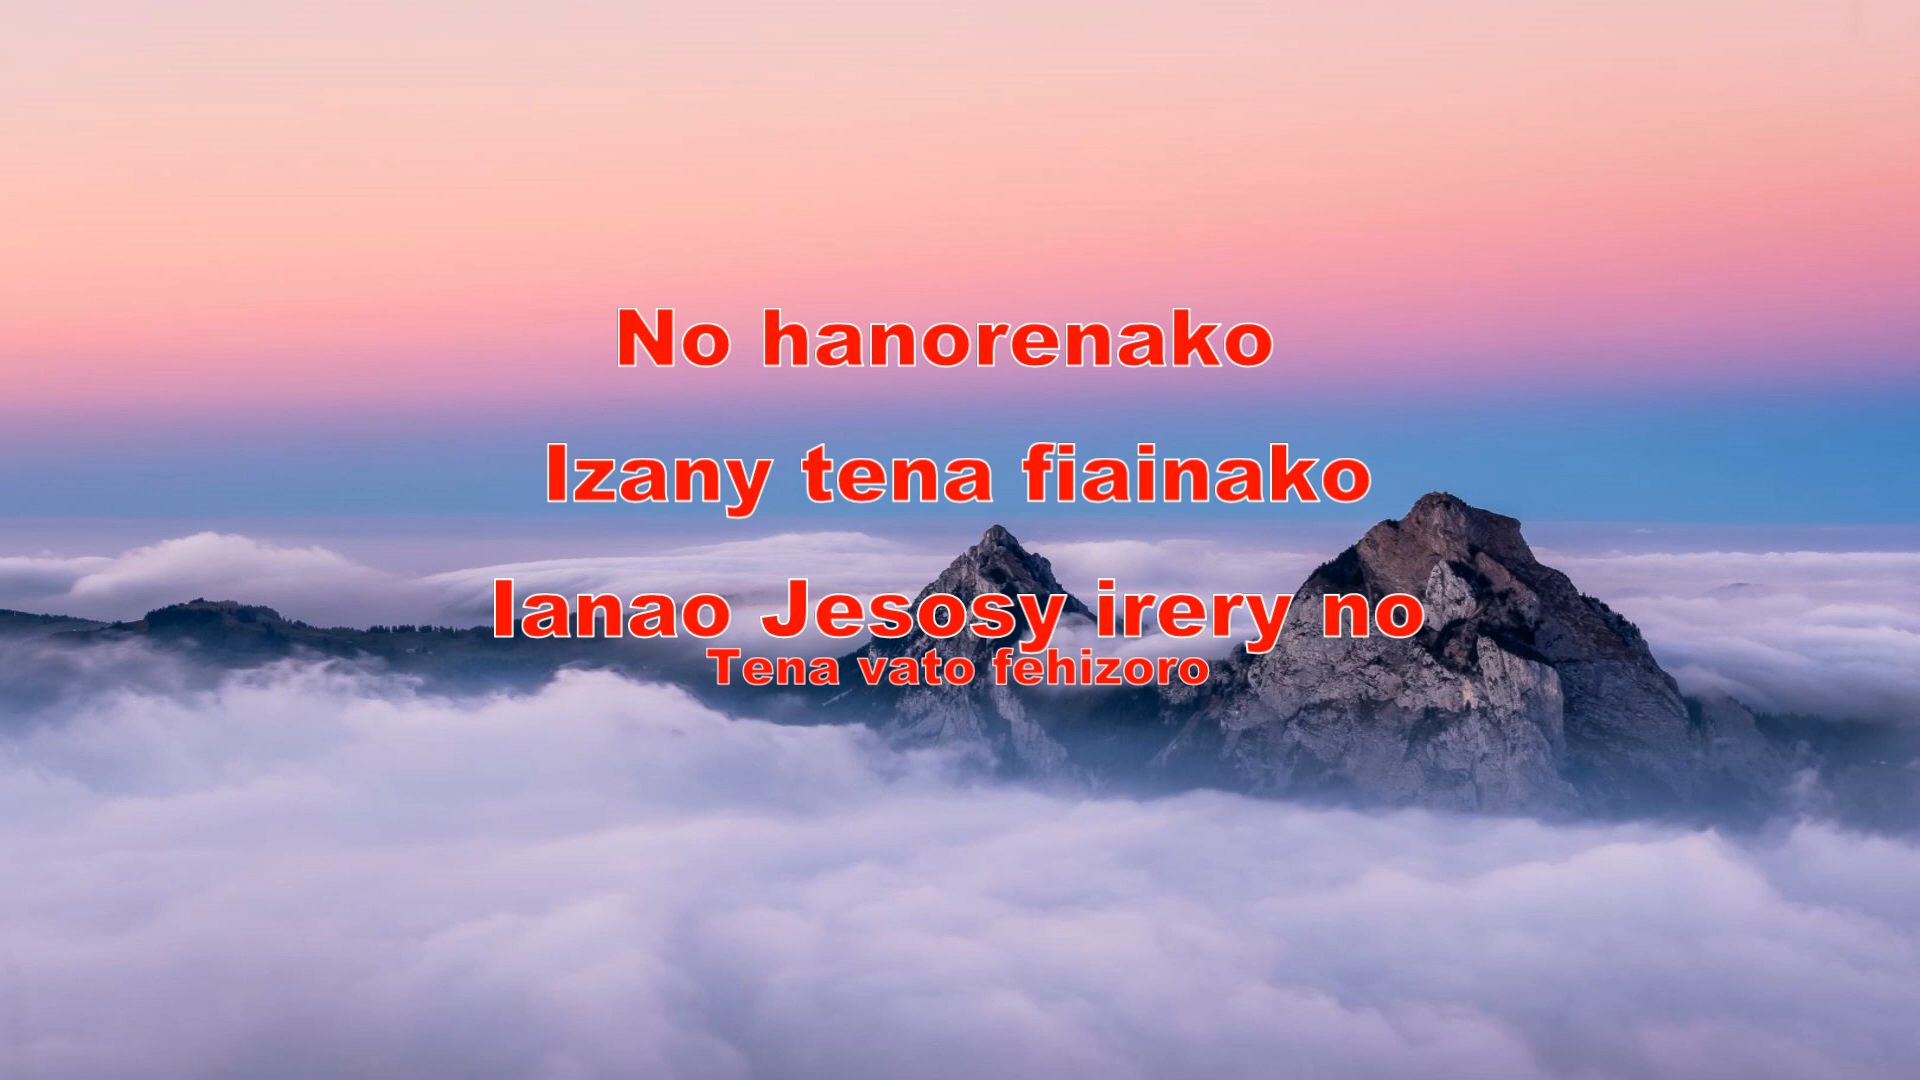 No hanorenako
Izany tena fiainako
Ianao Jesosy irery no
Tena vato fehizoro